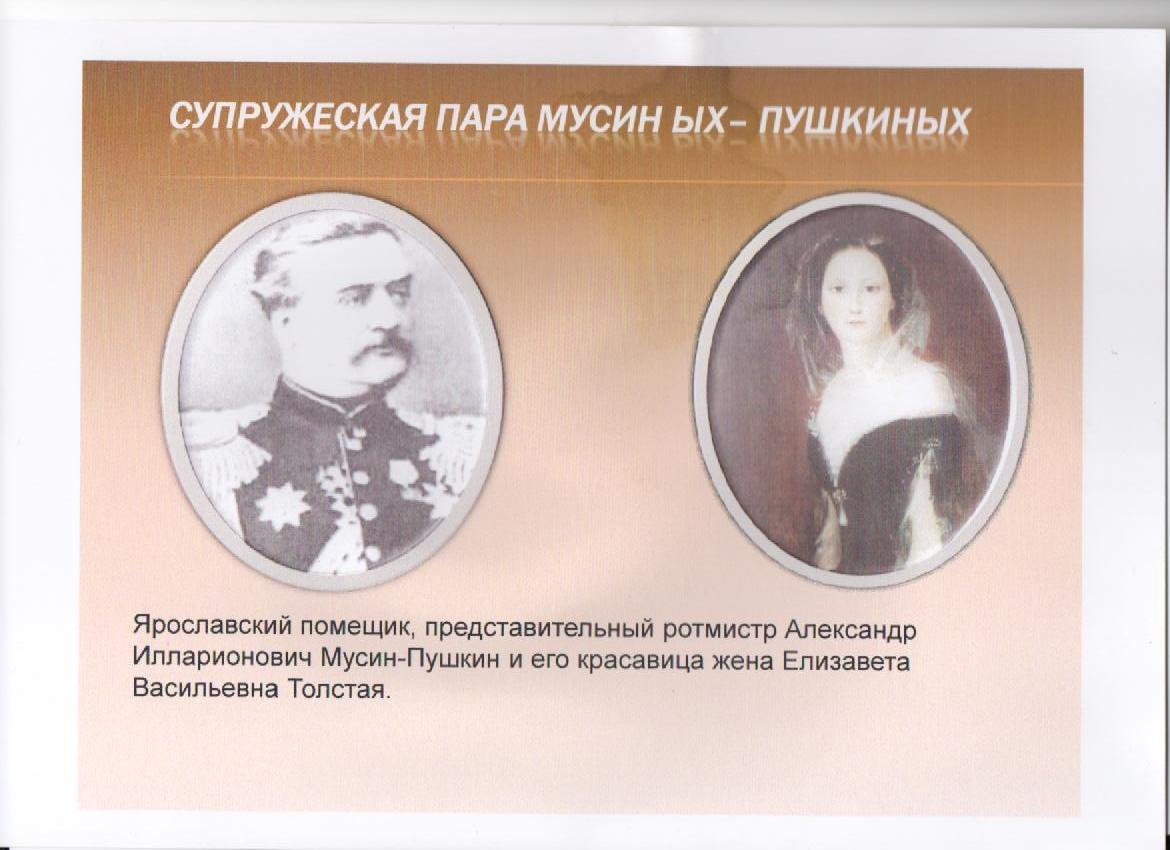 СУПРУЖЕСКАЯ ПАРА МУСИН ЫХ– ПУШКИНЫХ
Ярославский помещик, представительный ротмистр Александр
Илларионович Мусин-Пушкин и его красавица жена Елизавета
Васильевна Толстая.